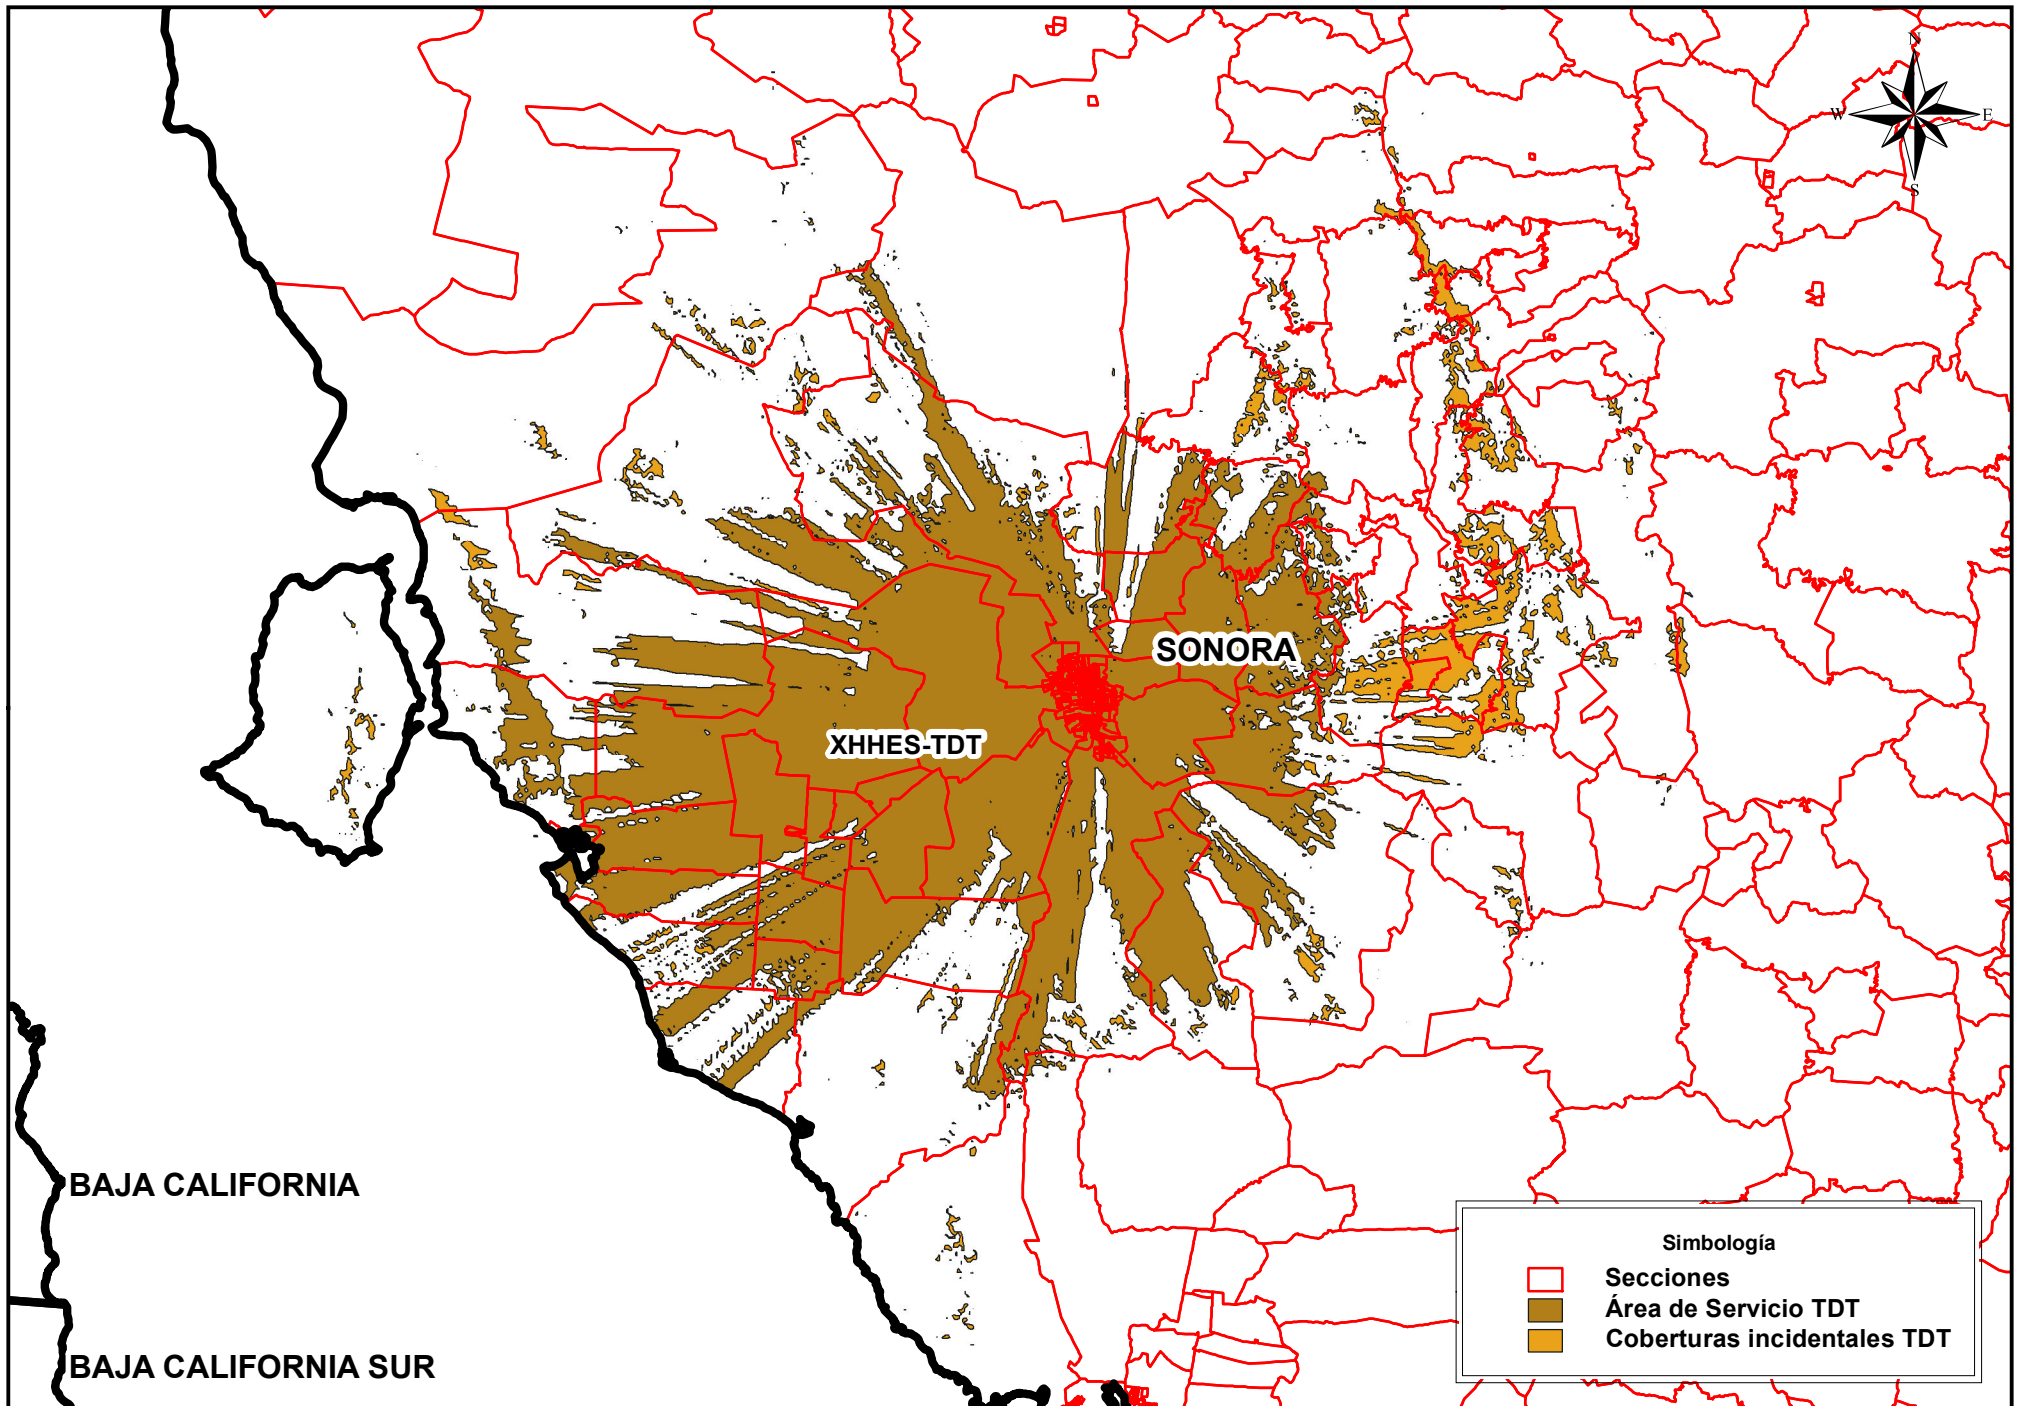 N
W E
S
SONORA
XHHES-TDT
BAJA CALIFORNIA
BAJA CALIFORNIA SUR
Simbología
Secciones
Área de Servicio TDT
Coberturas incidentales TDT